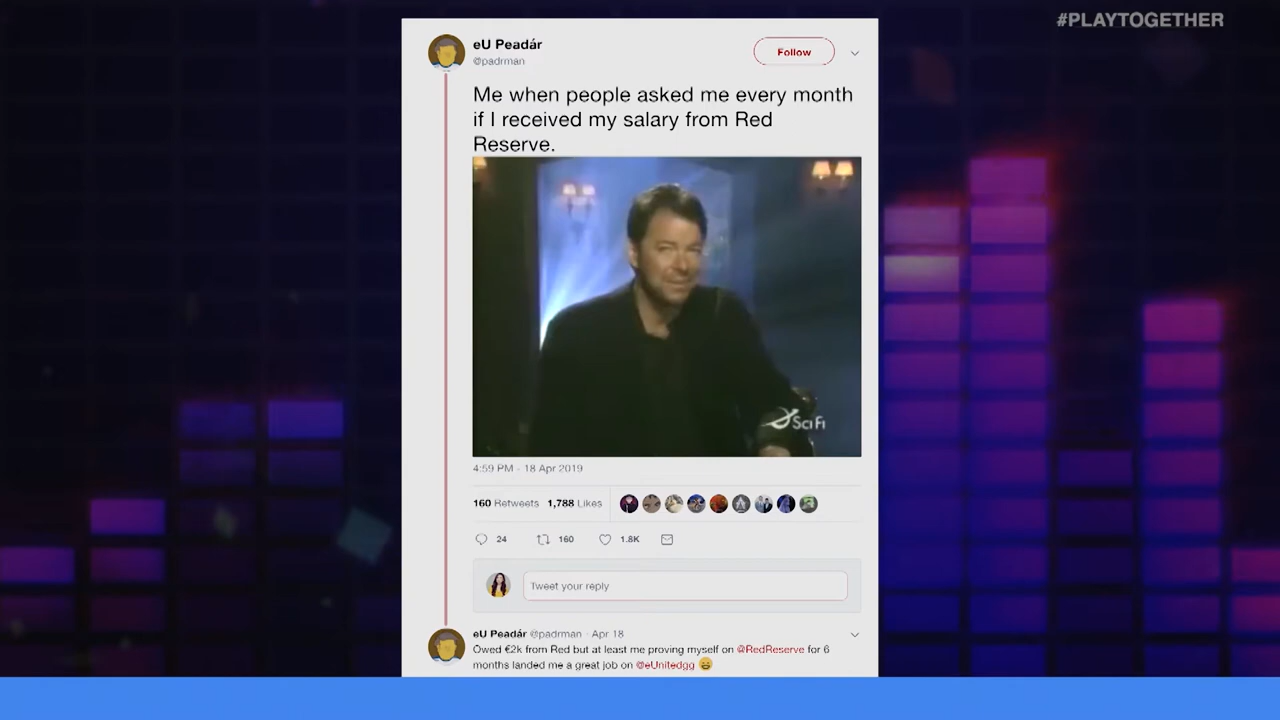 #PLAYTOGETHER
eU Peadár
@padrman
Follow
Me when people asked me every month
if I received my salary from Red
Reserve.
SciFi
4:59 PM - 18 Apr 2019
160 Retweets 1,788 Likes
24 160 1.8K
Tweet your reply
eU Peadár @padrman · Apr 18
Owed €2k from Red but at least me proving myself on @RedReserve for 6
months landed me a great job on @eUnitedgg 😄